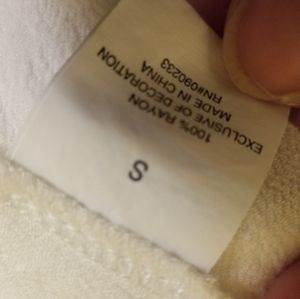 S
100% RAYON
EXCLUSIVE OF DECORATION
MADE IN CHINA
RN#090233